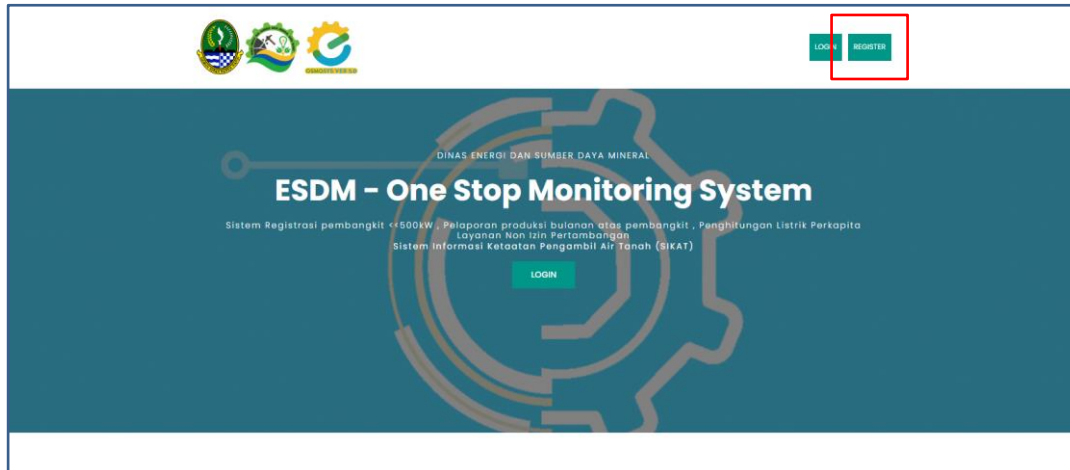 LOGIN REGISTER
DINAS ENERGI DAN SUMBER DAYA MINERAL
ESDM - One Stop Monitoring System
Sistem Registrasi pembangkit <<500kW , Pelaporan produksi bulanan atas pembangkit , Penghitungan Listrik Perkapita
Layanan Non Izin Pertambangan
Sistem Informasi Ketaatan Pengambil Air Tanah (SIKAT)
LOGIN